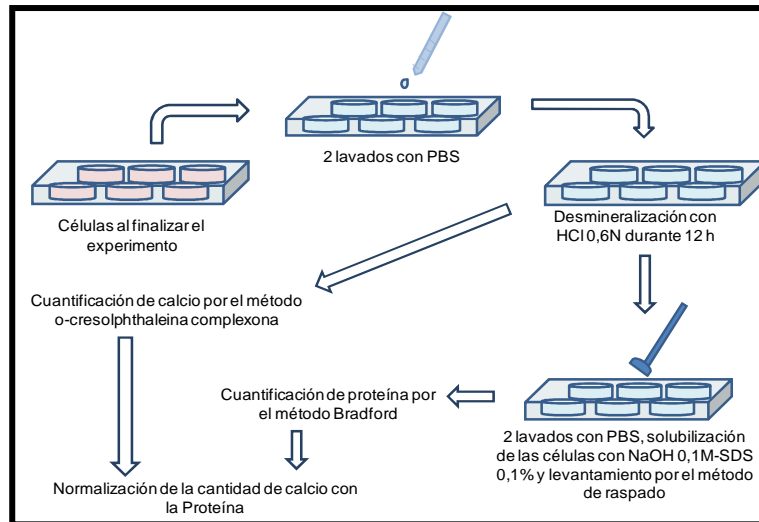 2 lavados con PBS
Células al finalizar el
experimento
Desmineralización con
HCl 0,6N durante 12 h
Cuantificación de calcio por el método
o-cresolphthaleina complexona
Cuantificación de proteína por
el método Bradford
2 lavados con PBS, solubilización
de las células con NaOH 0,1M-SDS
0,1% y levantamiento por el método
de raspado
Normalización de la cantidad de calcio con
la Proteína